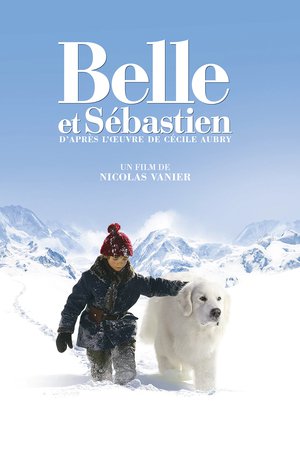 Belle
et Sébastien
D'APRÈS L'ŒUVRE DE CÉCILE AUBRY
UN FILM DE
NICOLAS VANIER